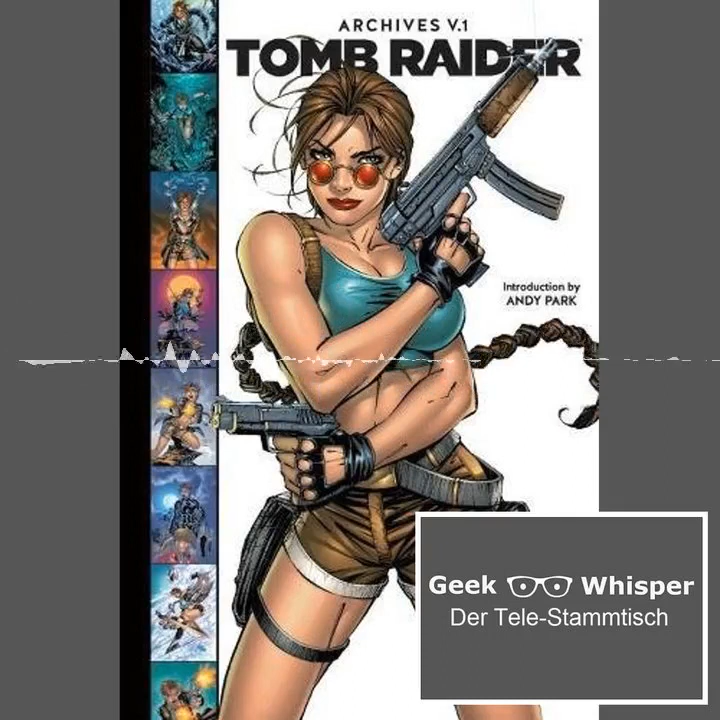 ARCHIVES V.1
TOMB RAIDER
Introduction by
ANDY PARK
Geek Whisper
Der Tele-Stammtisch